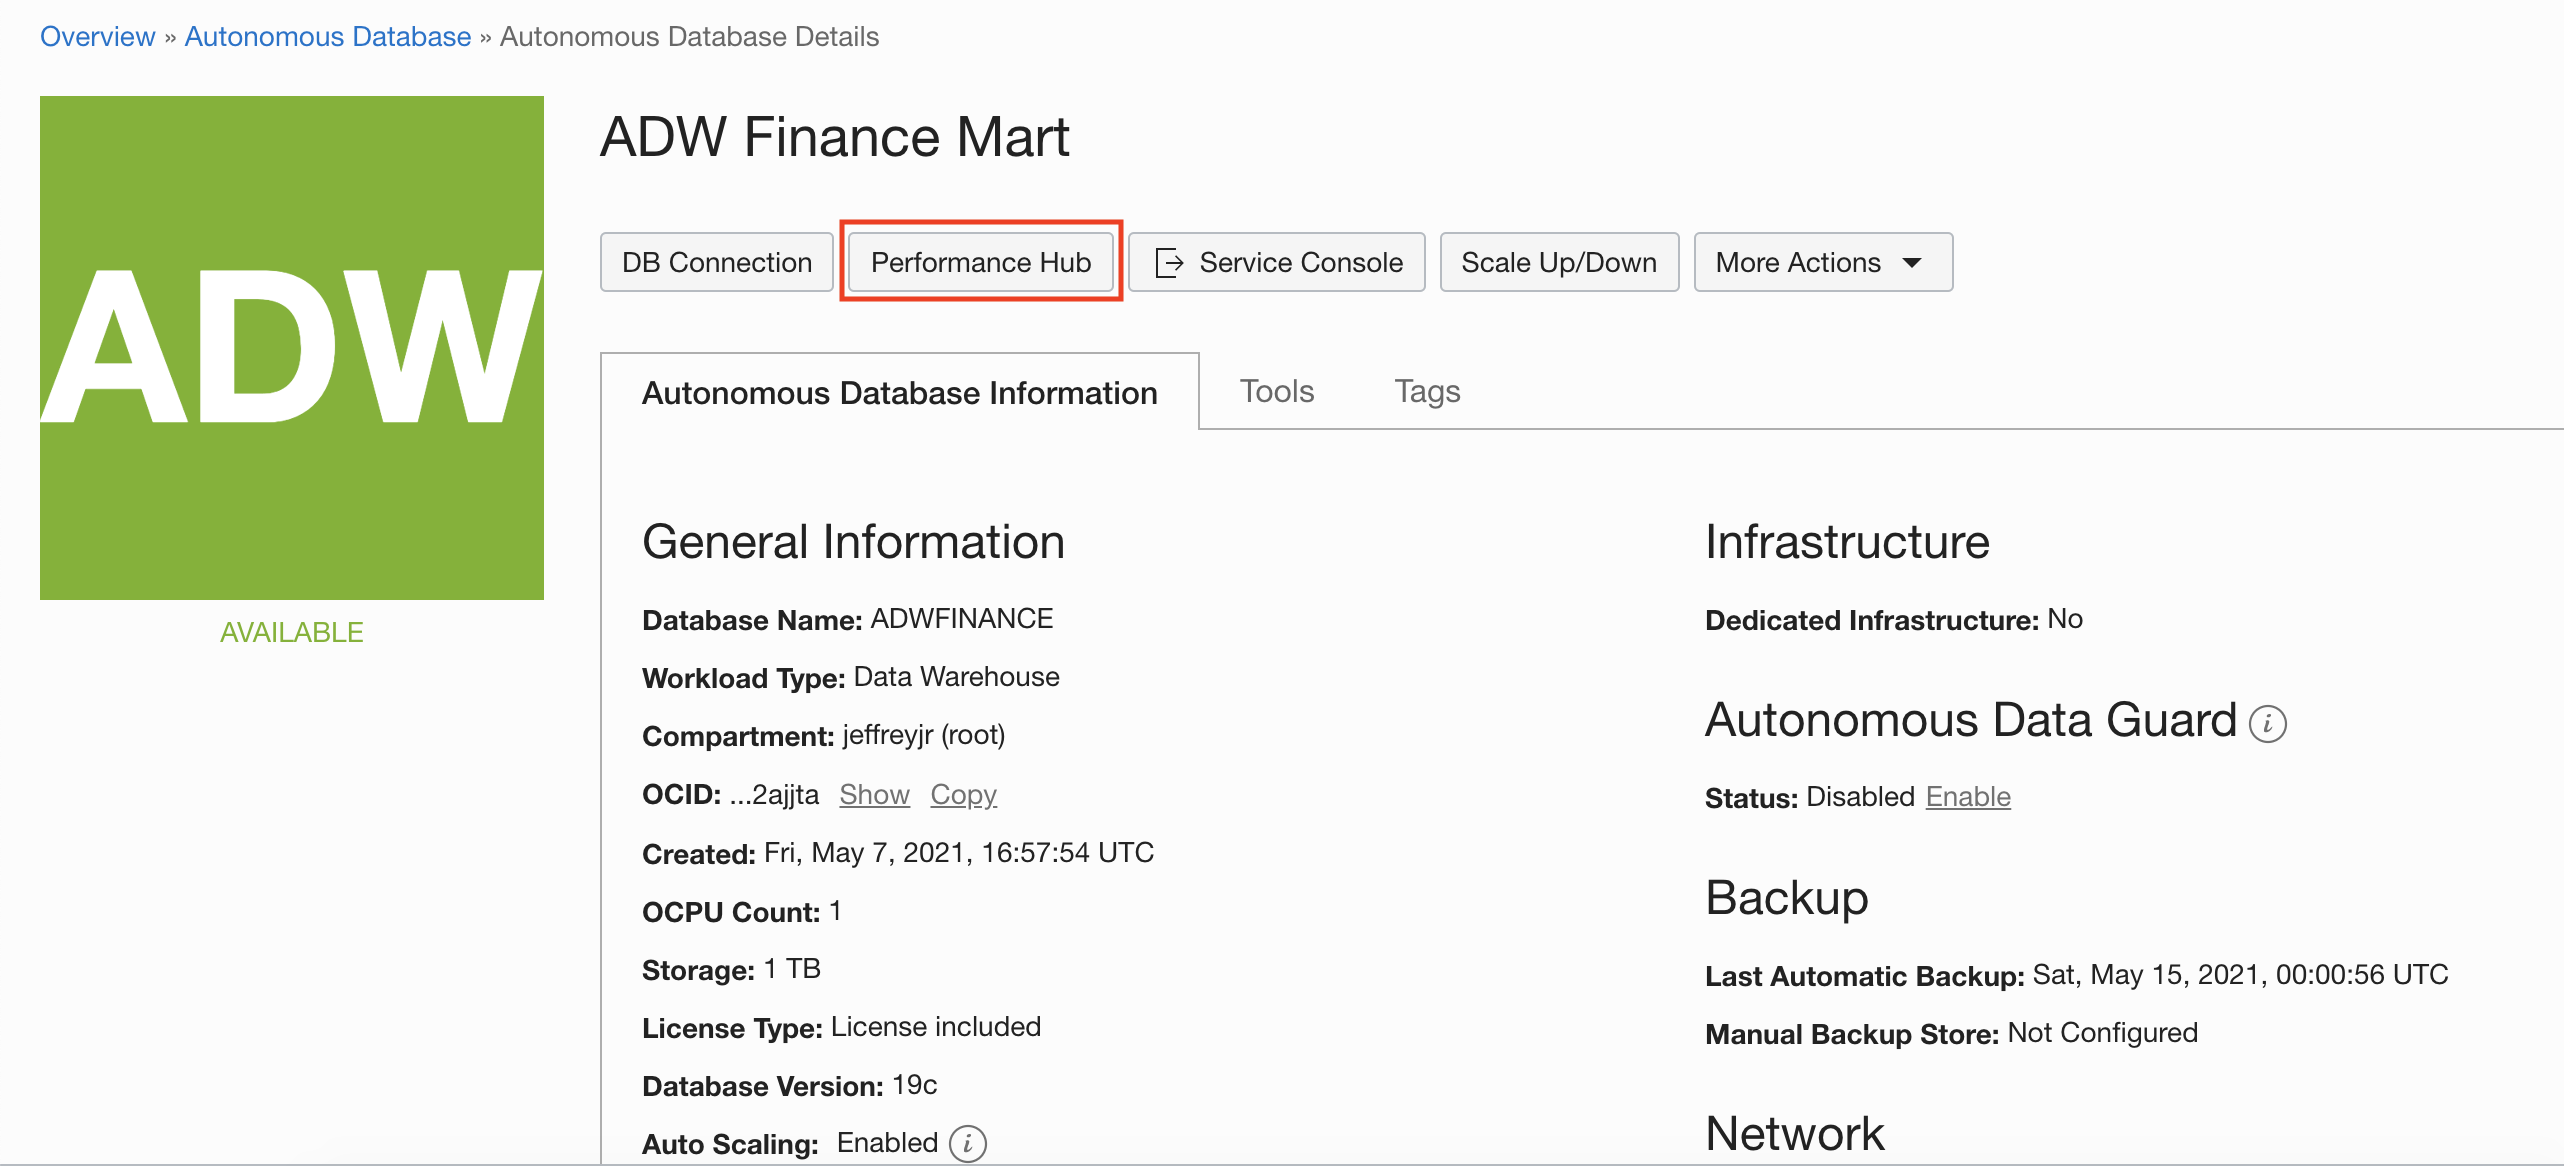 Overview » Autonomous Database » Autonomous Database Details
ADW
AVAILABLE
ADW Finance Mart
DB Connection
Performance Hub
Service Console
Scale Up/Down
More Actions
Autonomous Database Information
Tools
Tags
General Information
Database Name: ADWFINANCE
Workload Type: Data Warehouse
Compartment: jeffreyjr (root)
OCID: ...2ajjta Show Copy
Created: Fri, May 7, 2021, 16:57:54 UTC
OCPU Count: 1
Storage: 1 TB
License Type: License included
Database Version: 19c
Auto Scaling: Enabled i
Infrastructure
Dedicated Infrastructure: No
Autonomous Data Guard i
Status: Disabled Enable
Backup
Last Automatic Backup: Sat, May 15, 2021, 00:00:56 UTC
Manual Backup Store: Not Configured
Network